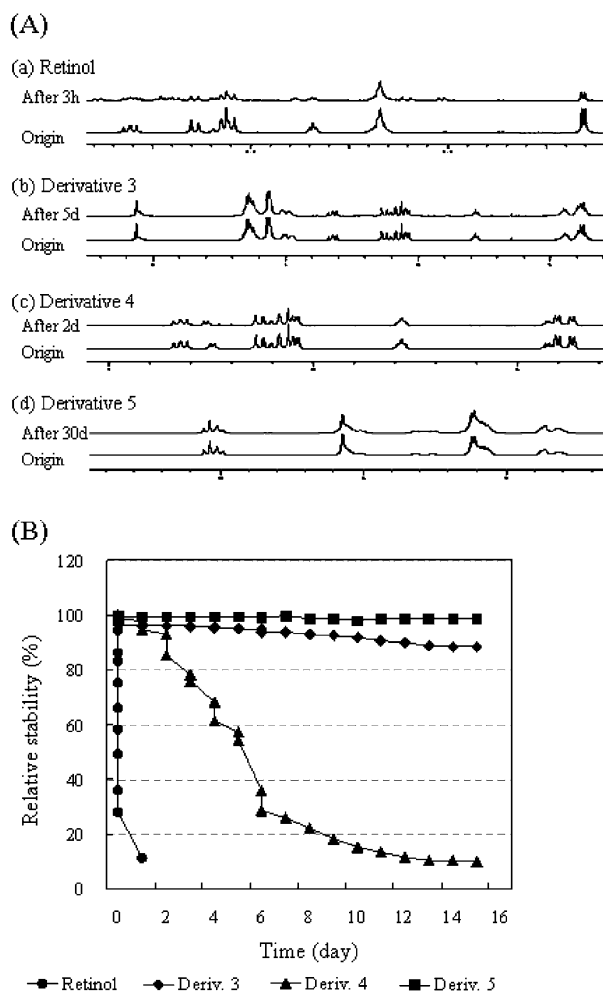 (A)
(a) Retinol
After 3h
Origin
(b) Derivative 3
After 5d
Origin
(c) Derivative 4
After 2d
Origin
(d) Derivative 5
After 30d
Origin
(B)
120
100
80
60
40
20
0
Relative stability (%)
0 2 4 6 8 10 12 14 16
Time (day)
Retinol Deriv. 3 Deriv. 4 Deriv. 5